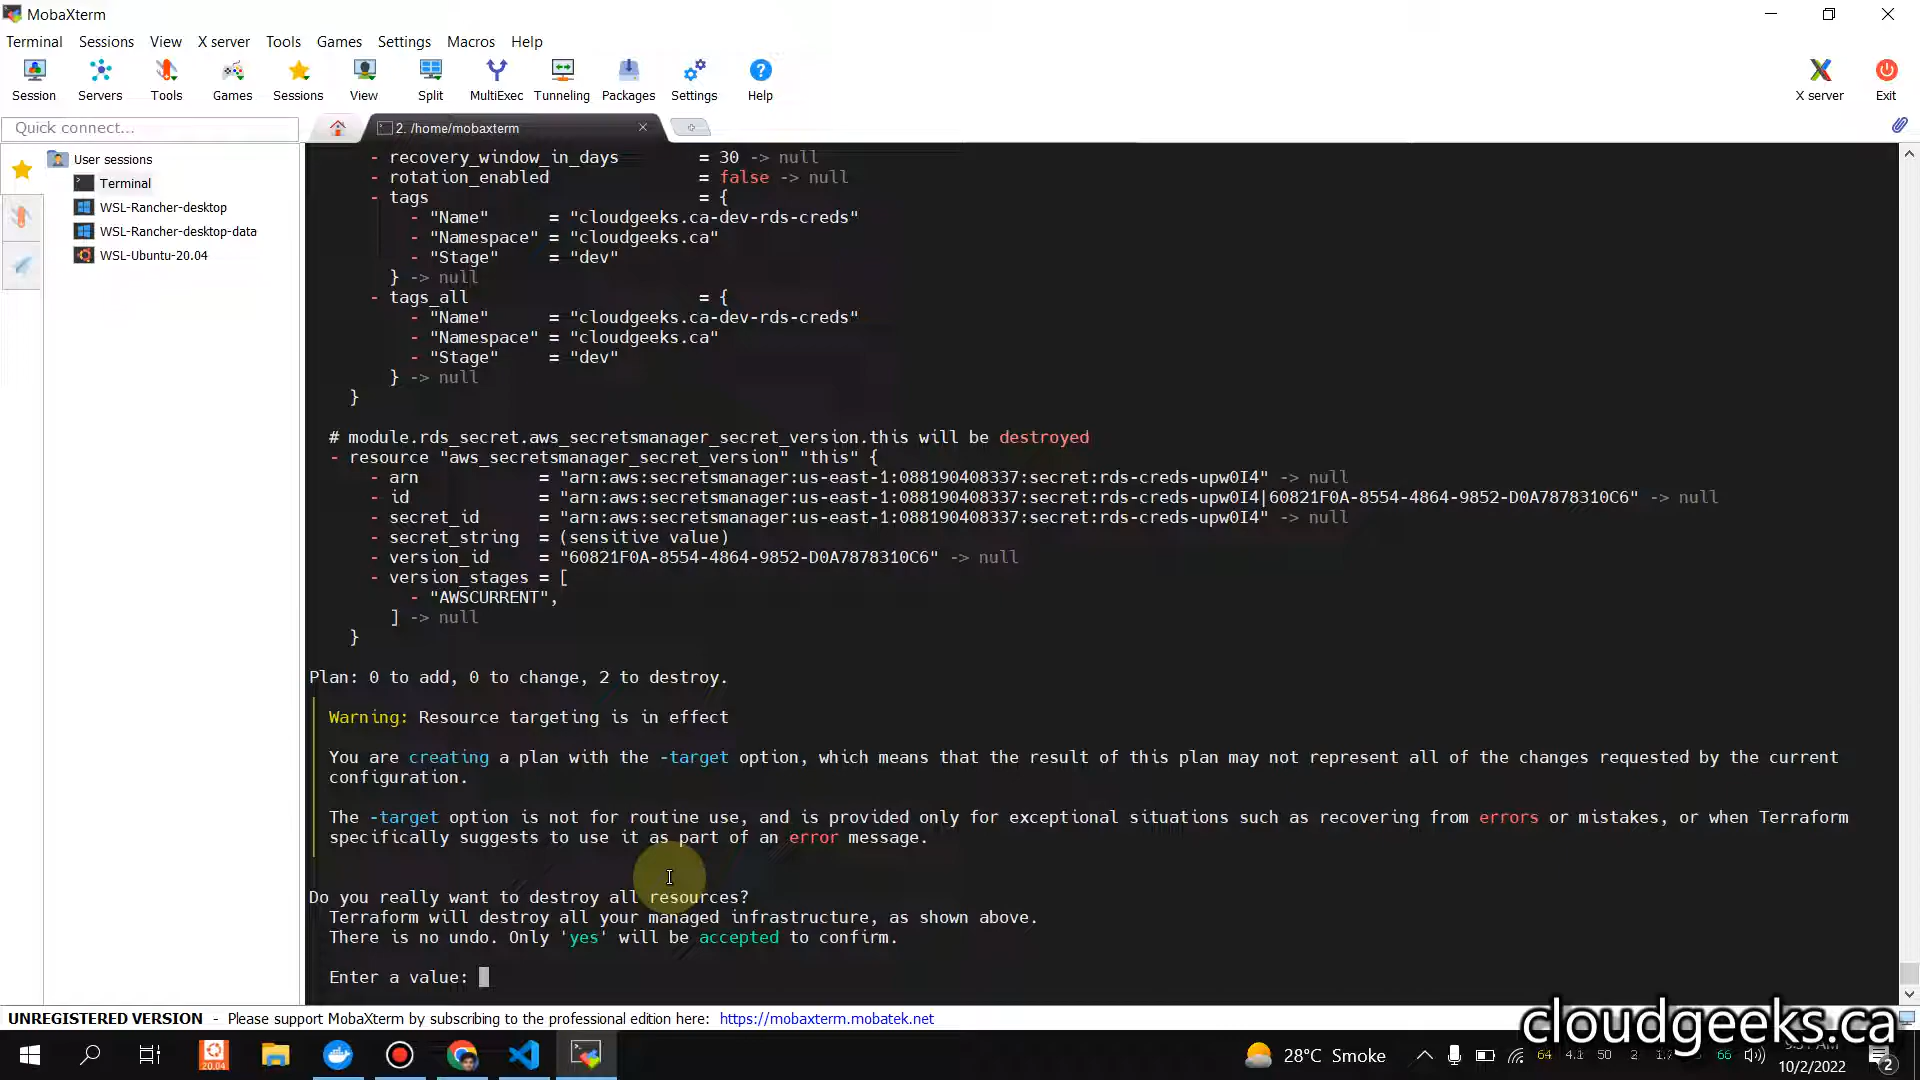 MobaXterm
Terminal Sessions View X server Tools Games Settings Macros Help
Session Servers Tools Games Sessions View Split MultiExec Tunneling Packages Settings Help X server Exit
Quick connect...
2. /home/mobaxterm
User sessions
Terminal
WSL-Rancher-desktop
WSL-Rancher-desktop-data
WSL-Ubuntu-20.04
- recovery_window_in_days = 30 -> null
- rotation_enabled = false -> null
- tags = {
- "Name" = "cloudgeeks.ca-dev-rds-creds"
- "Namespace" = "cloudgeeks.ca"
- "Stage" = "dev"
} -> null
- tags_all = {
- "Name" = "cloudgeeks.ca-dev-rds-creds"
- "Namespace" = "cloudgeeks.ca"
- "Stage" = "dev"
} -> null
}
# module.rds_secret.aws_secretsmanager_secret_version.this will be destroyed
- resource "aws_secretsmanager_secret_version" "this" {
- arn = "arn:aws:secretsmanager:us-east-1:088190408337:secret:rds-creds-upw0I4" -> null
- id = "arn:aws:secretsmanager:us-east-1:088190408337:secret:rds-creds-upw0I4|60821F0A-8554-4864-9852-D0A7878310C6" -> null
- secret_id = "arn:aws:secretsmanager:us-east-1:088190408337:secret:rds-creds-upw0I4" -> null
- secret_string = (sensitive value)
- version_id = "60821F0A-8554-4864-9852-D0A7878310C6" -> null
- version_stages = [
- "AWSCURRENT",
] -> null
}
Plan: 0 to add, 0 to change, 2 to destroy.
Warning: Resource targeting is in effect
You are creating a plan with the -target option, which means that the result of this plan may not represent all of the changes requested by the current
configuration.
The -target option is not for routine use, and is provided only for exceptional situations such as recovering from errors or mistakes, or when Terraform
specifically suggests to use it as part of an error message.
Do you really want to destroy all resources?
Terraform will destroy all your managed infrastructure, as shown above.
There is no undo. Only 'yes' will be accepted to confirm.
Enter a value:
UNREGISTERED VERSION - Please support MobaXterm by subscribing to the professional edition here: https://mobaxterm.mobatek.net
cloudgeeks.ca
20.04
28°C Smoke
64 4.1 50 2 66
10/2/2022
2